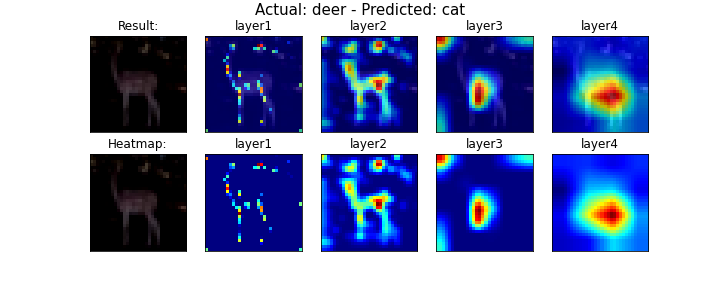 Actual: deer - Predicted: cat
Result: layer1 layer2 layer3 layer4
Heatmap: layer1 layer2 layer3 layer4